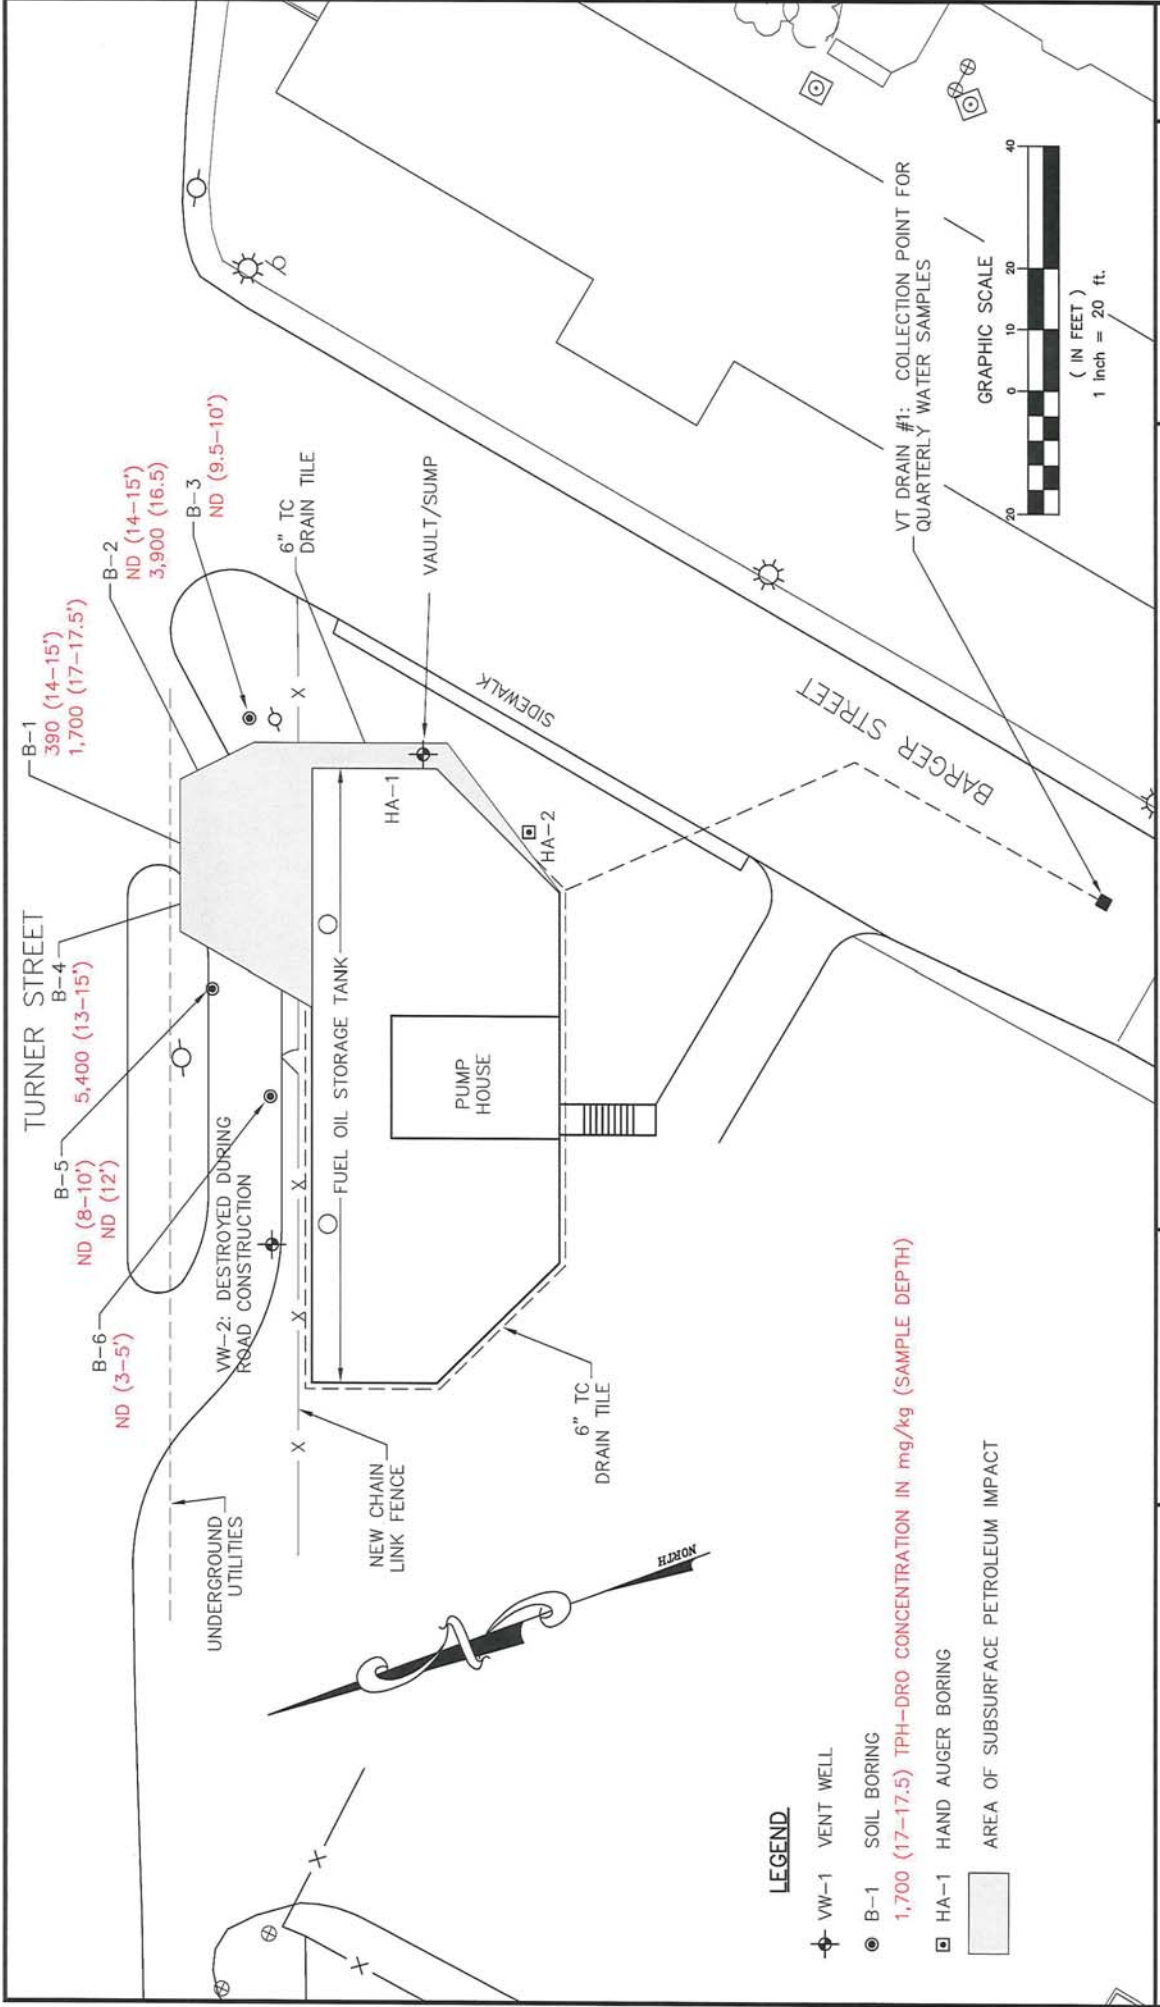 TURNER STREET
B-1
390 (14-15')
1,700 (17-17.5')
B-2
ND (14-15')
3,900 (16.5)
B-3
ND (9.5-10')
B-4
5,400 (13-15')
B-5
ND (8-10')
ND (12')
B-6
ND (3-5')
VW-2: DESTROYED DURING
ROAD CONSTRUCTION
UNDERGROUND
UTILITIES
NEW CHAIN
LINK FENCE
X
X
X
X
X
X
X
6" TC
DRAIN TILE
VAULT/SUMP
HA-1
HA-2
FUEL OIL STORAGE TANK
PUMP
HOUSE
6" TC
DRAIN TILE
SIDEWALK
BARGER STREET
VT DRAIN #1: COLLECTION POINT FOR
QUARTERLY WATER SAMPLES
NORTH
GRAPHIC SCALE
20 0 10 20 40
( IN FEET )
1 inch = 20 ft.
LEGEND
VW-1 VENT WELL
B-1 SOIL BORING
1,700 (17-17.5) TPH-DRO CONCENTRATION IN mg/kg (SAMPLE DEPTH)
HA-1 HAND AUGER BORING
AREA OF SUBSURFACE PETROLEUM IMPACT